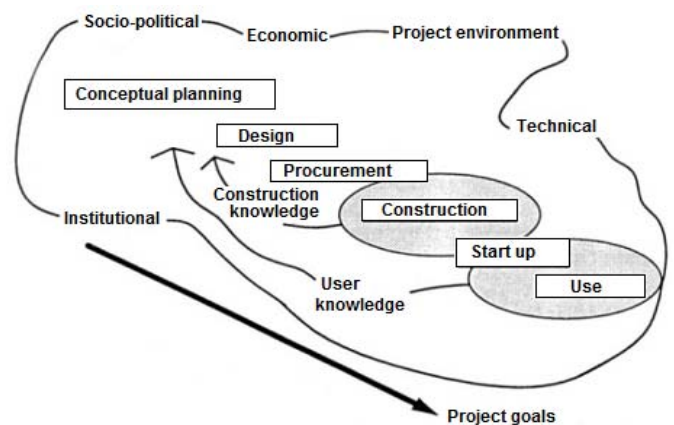 Socio-political
Economic
Project environment
Conceptual planning
Technical
Design
Procurement
Construction
knowledge
Construction
Institutional
Start up
User
knowledge
Use
Project goals